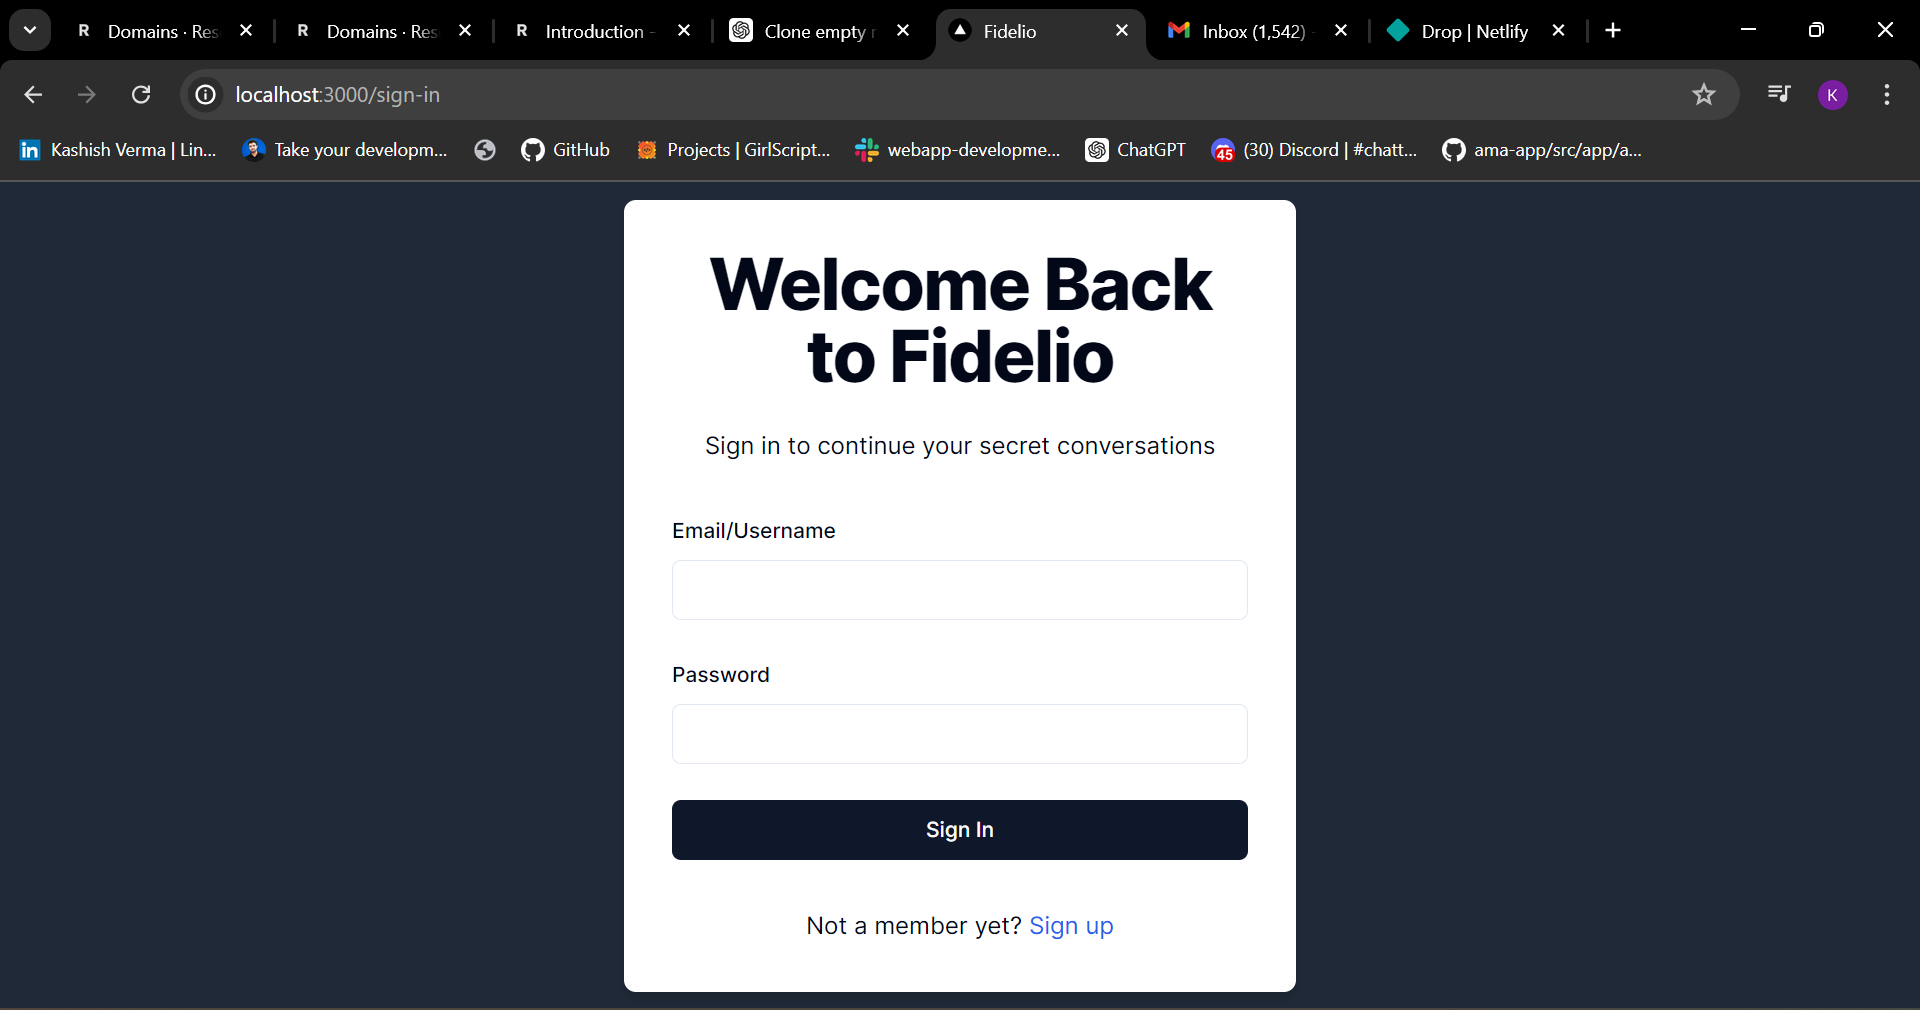 R Domains · Res
R Domains · Res
R Introduction -
Clone empty r
Fidelio
Inbox (1,542)
Drop | Netlify
localhost:3000/sign-in
K
in Kashish Verma | Lin...
Take your developm...
GitHub
Projects | GirlScript...
webapp-developme...
ChatGPT
45 (30) Discord | #chatt...
ama-app/src/app/a...
Welcome Back
to Fidelio
Sign in to continue your secret conversations
Email/Username
Password
Sign In
Not a member yet? Sign up